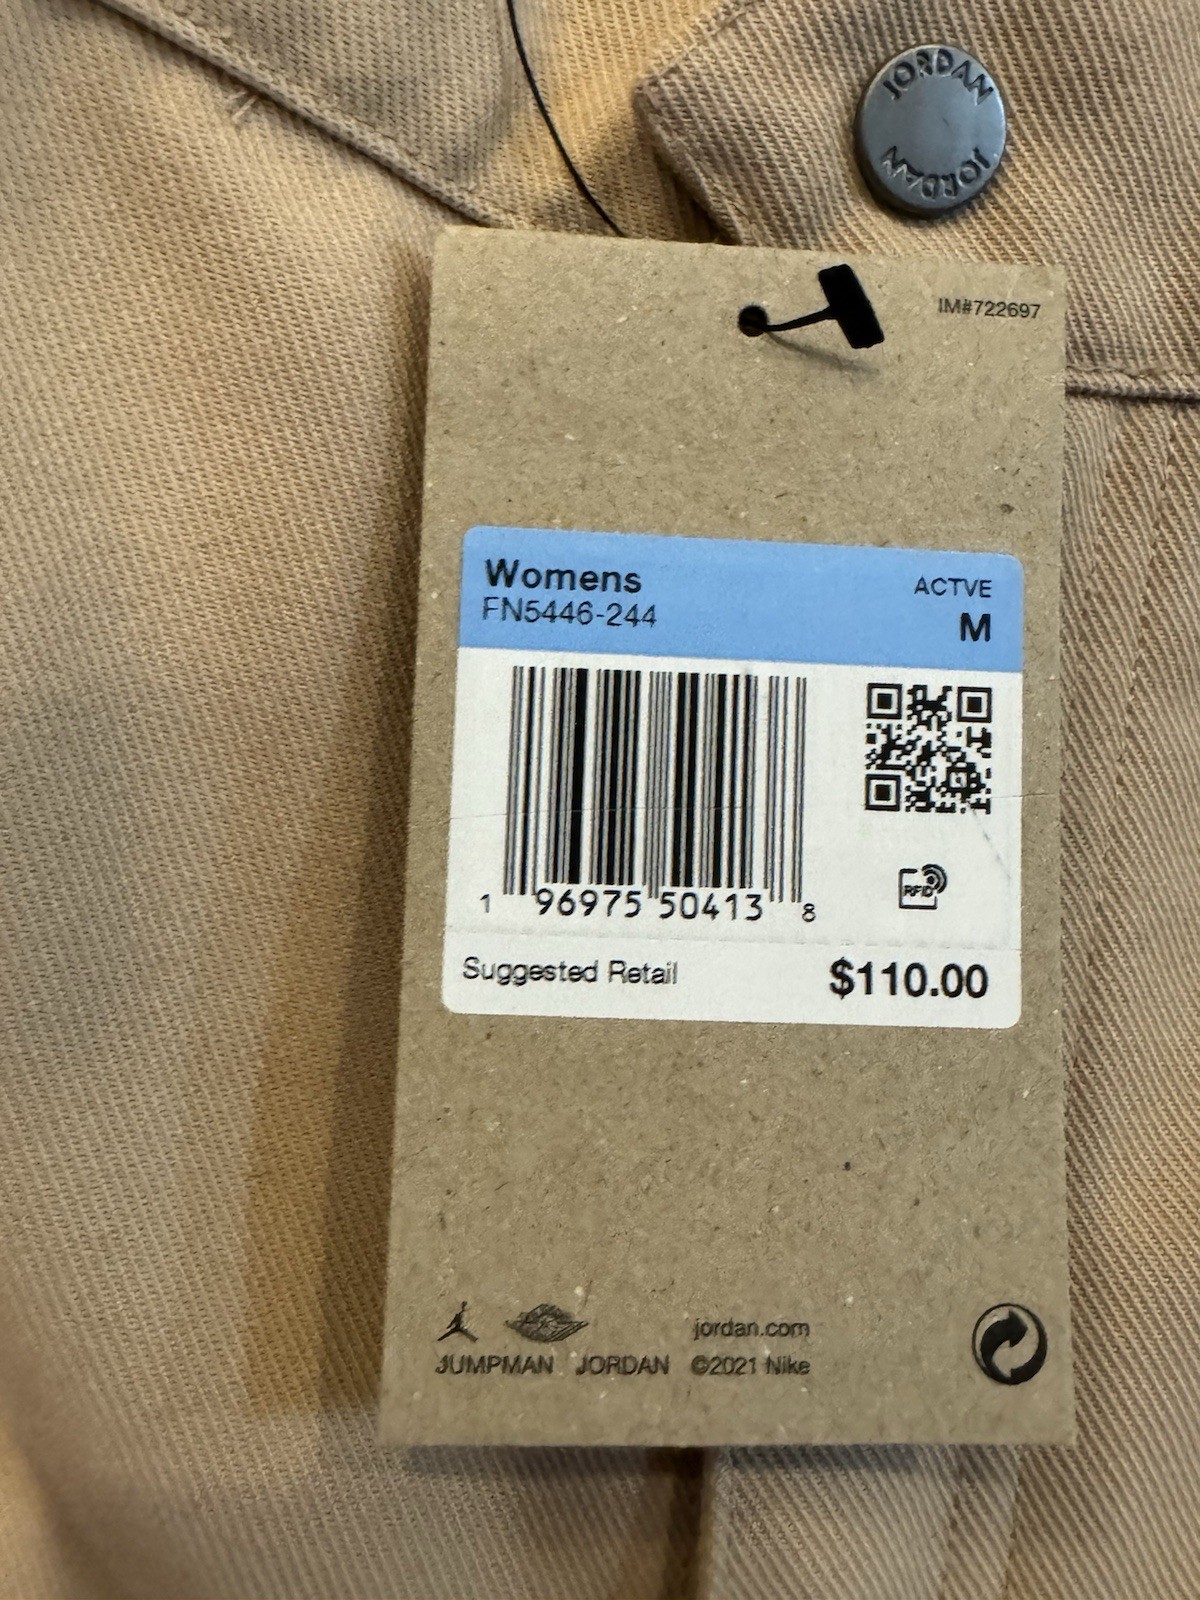 JORDAN
JORDAN
IM#722697
Womens
ACTVE
FN5446-244
M
RFID
1 96975 50413 8
Suggested Retail $110.00
jordan.com
JUMPMAN JORDAN ©2021 Nike